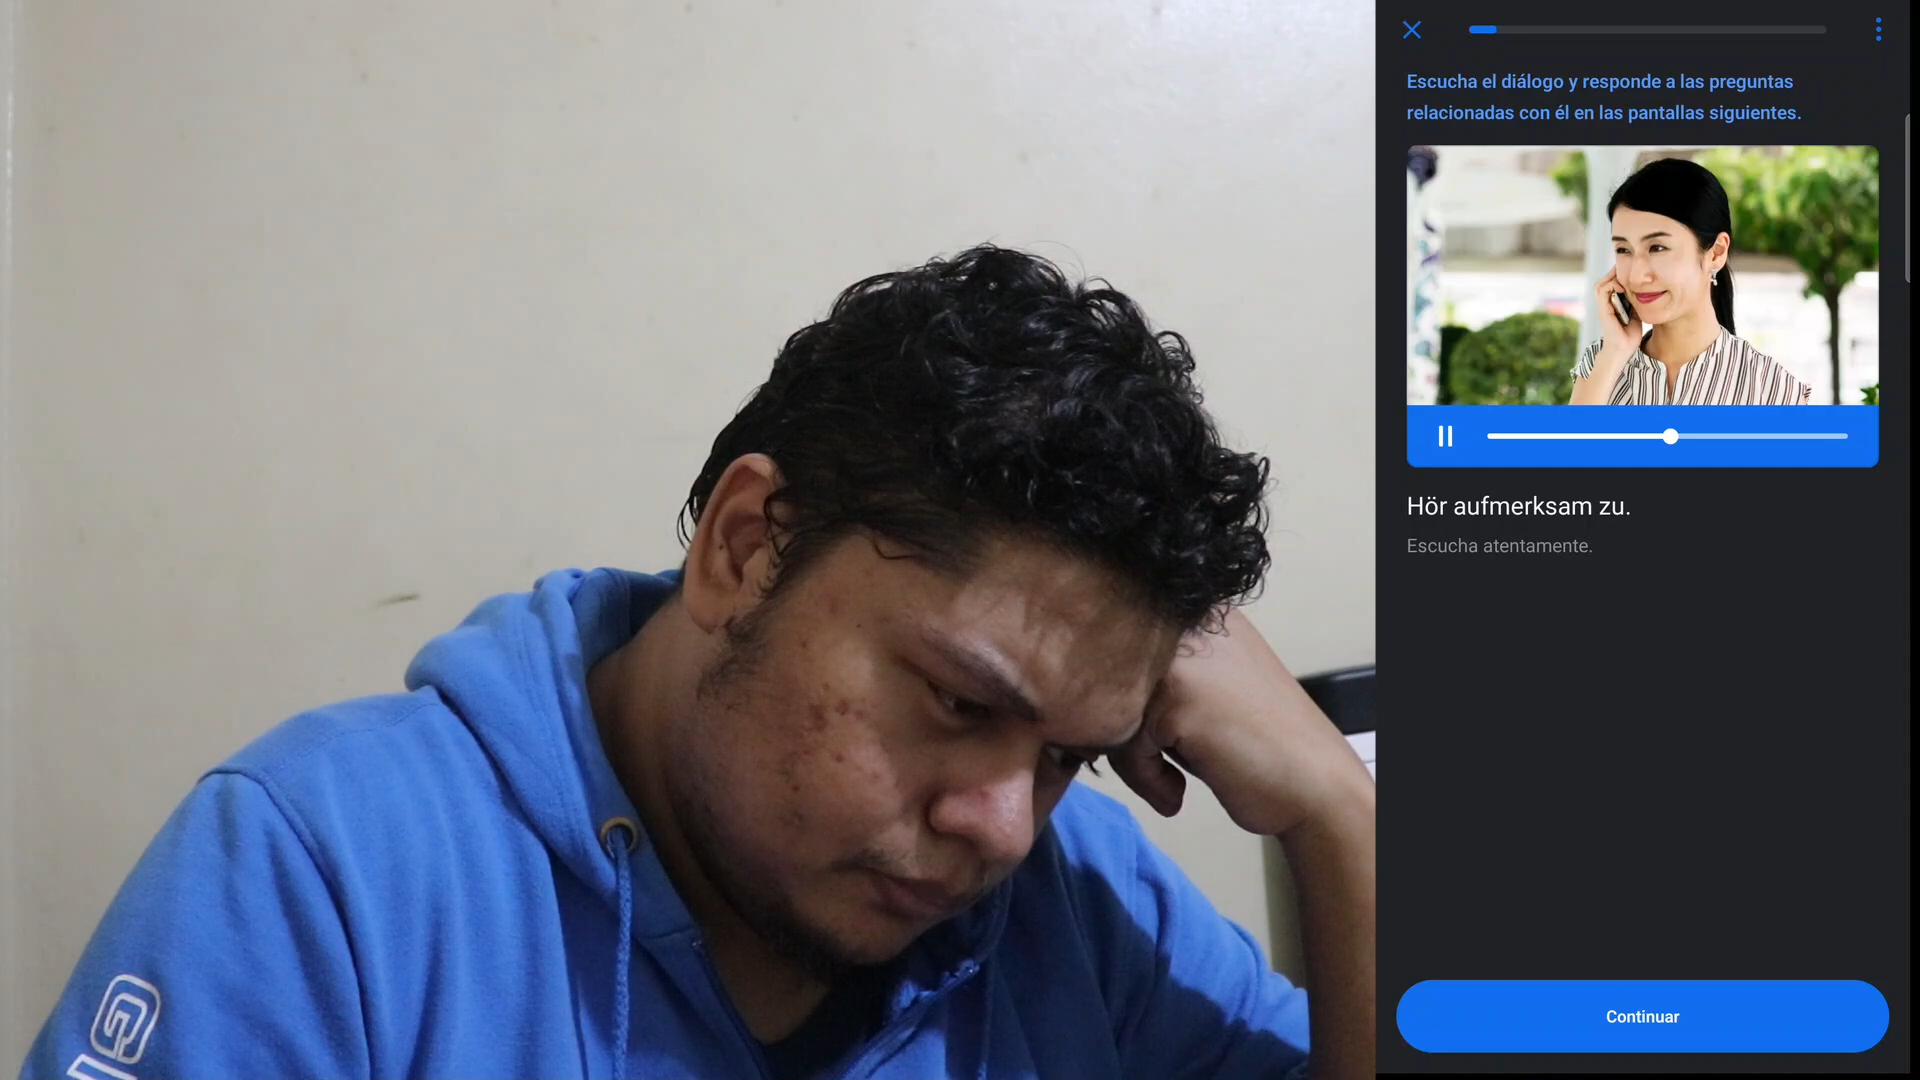 Escucha el diálogo y responde a las preguntas
relacionadas con él en las pantallas siguientes.
Hör aufmerksam zu.
Escucha atentamente.
Continuar